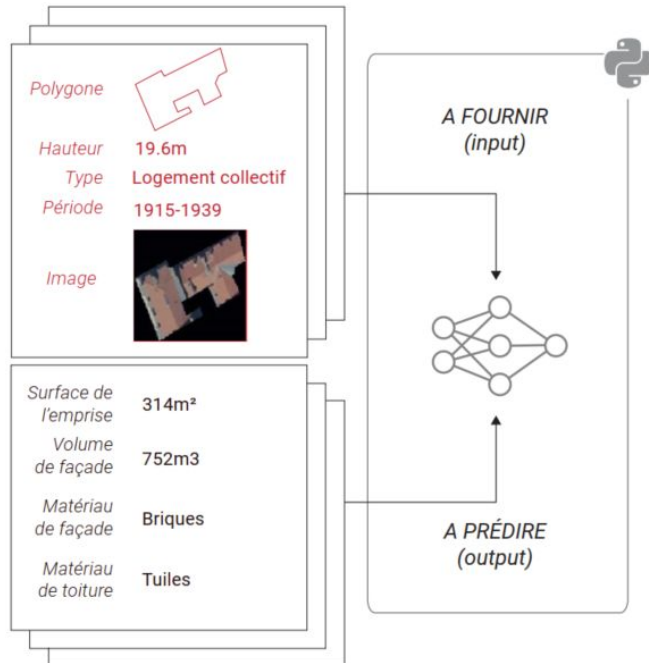 Polygone
Hauteur 19.6m
Type Logement collectif
Période 1915-1939
Image
Surface de
l'emprise
314m²
Volume
de façade
752m3
Matériau
de façade
Briques
Matériau
de toiture
Tuiles
A FOURNIR
(input)
A PRÉDIRE
(output)